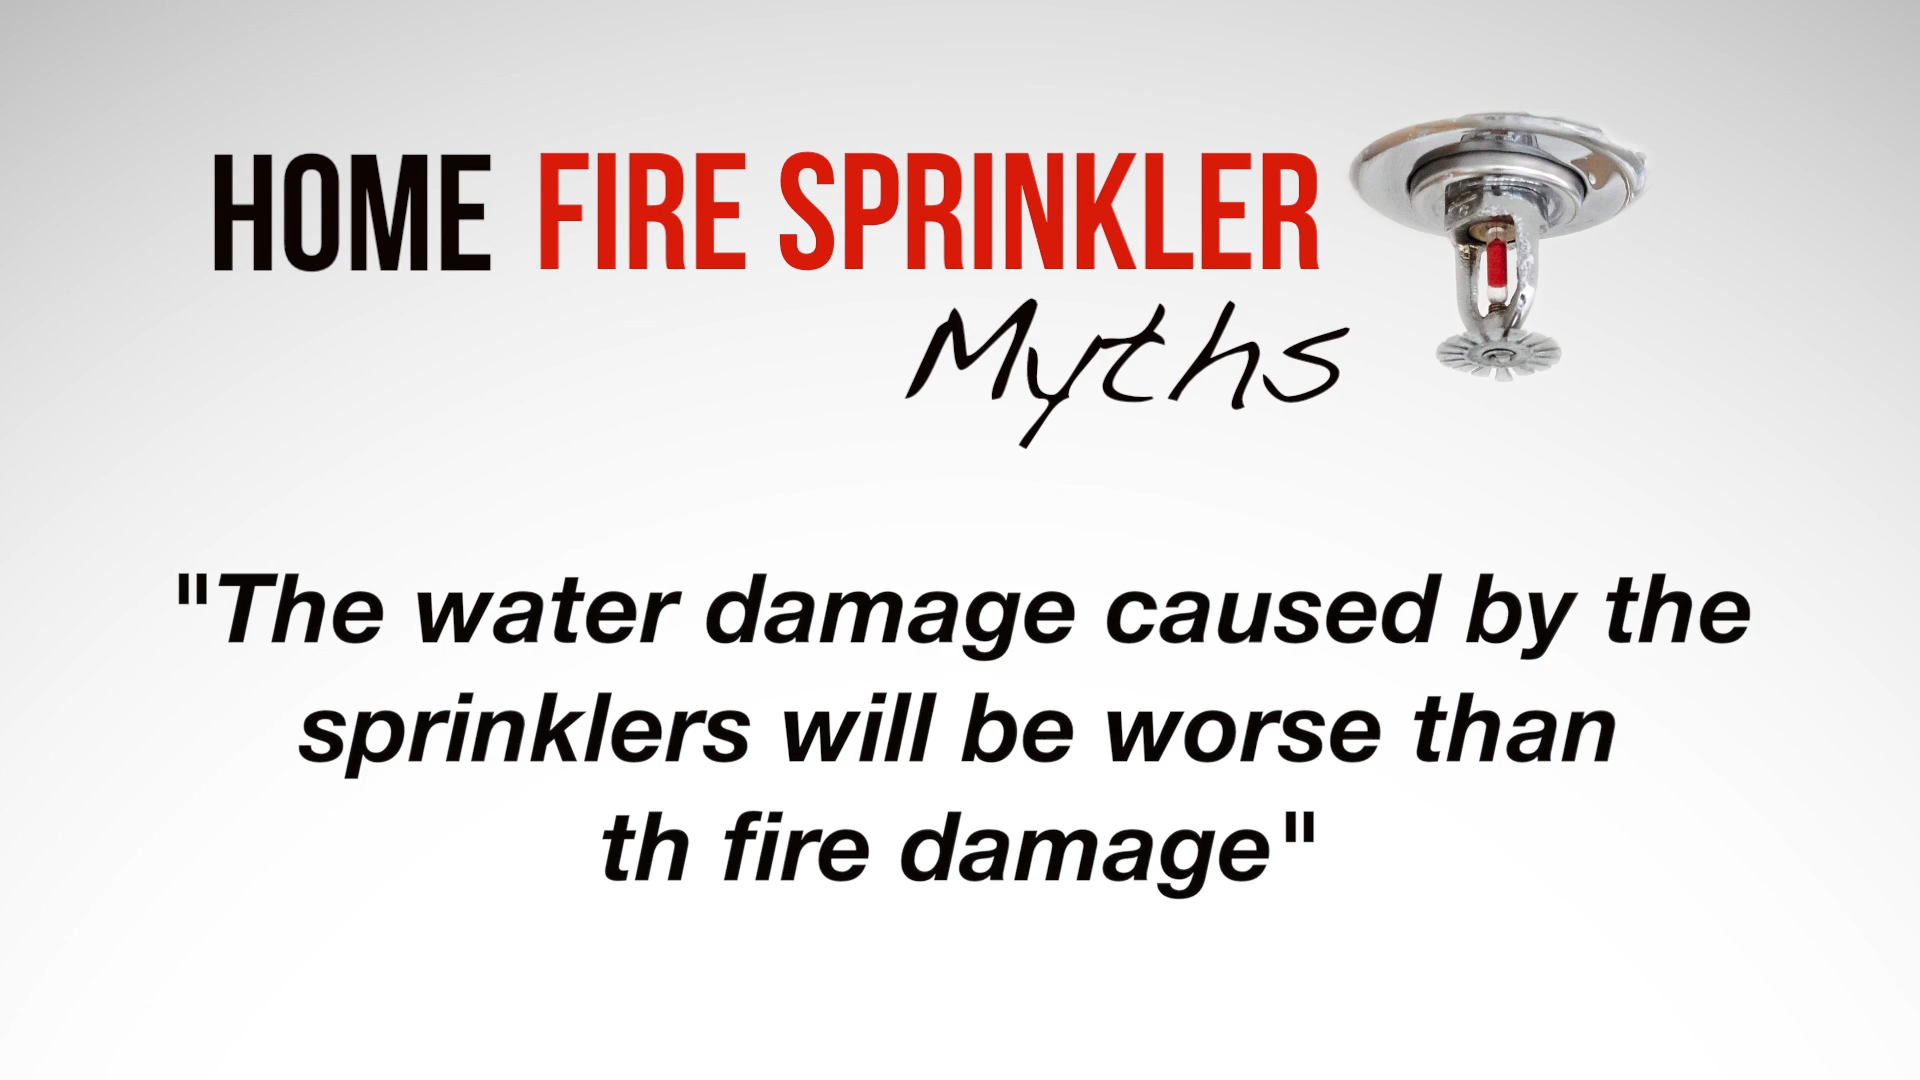 HOME FIRE SPRINKLER
Myths
"The water damage caused by the
sprinklers will be worse than
th fire damage"